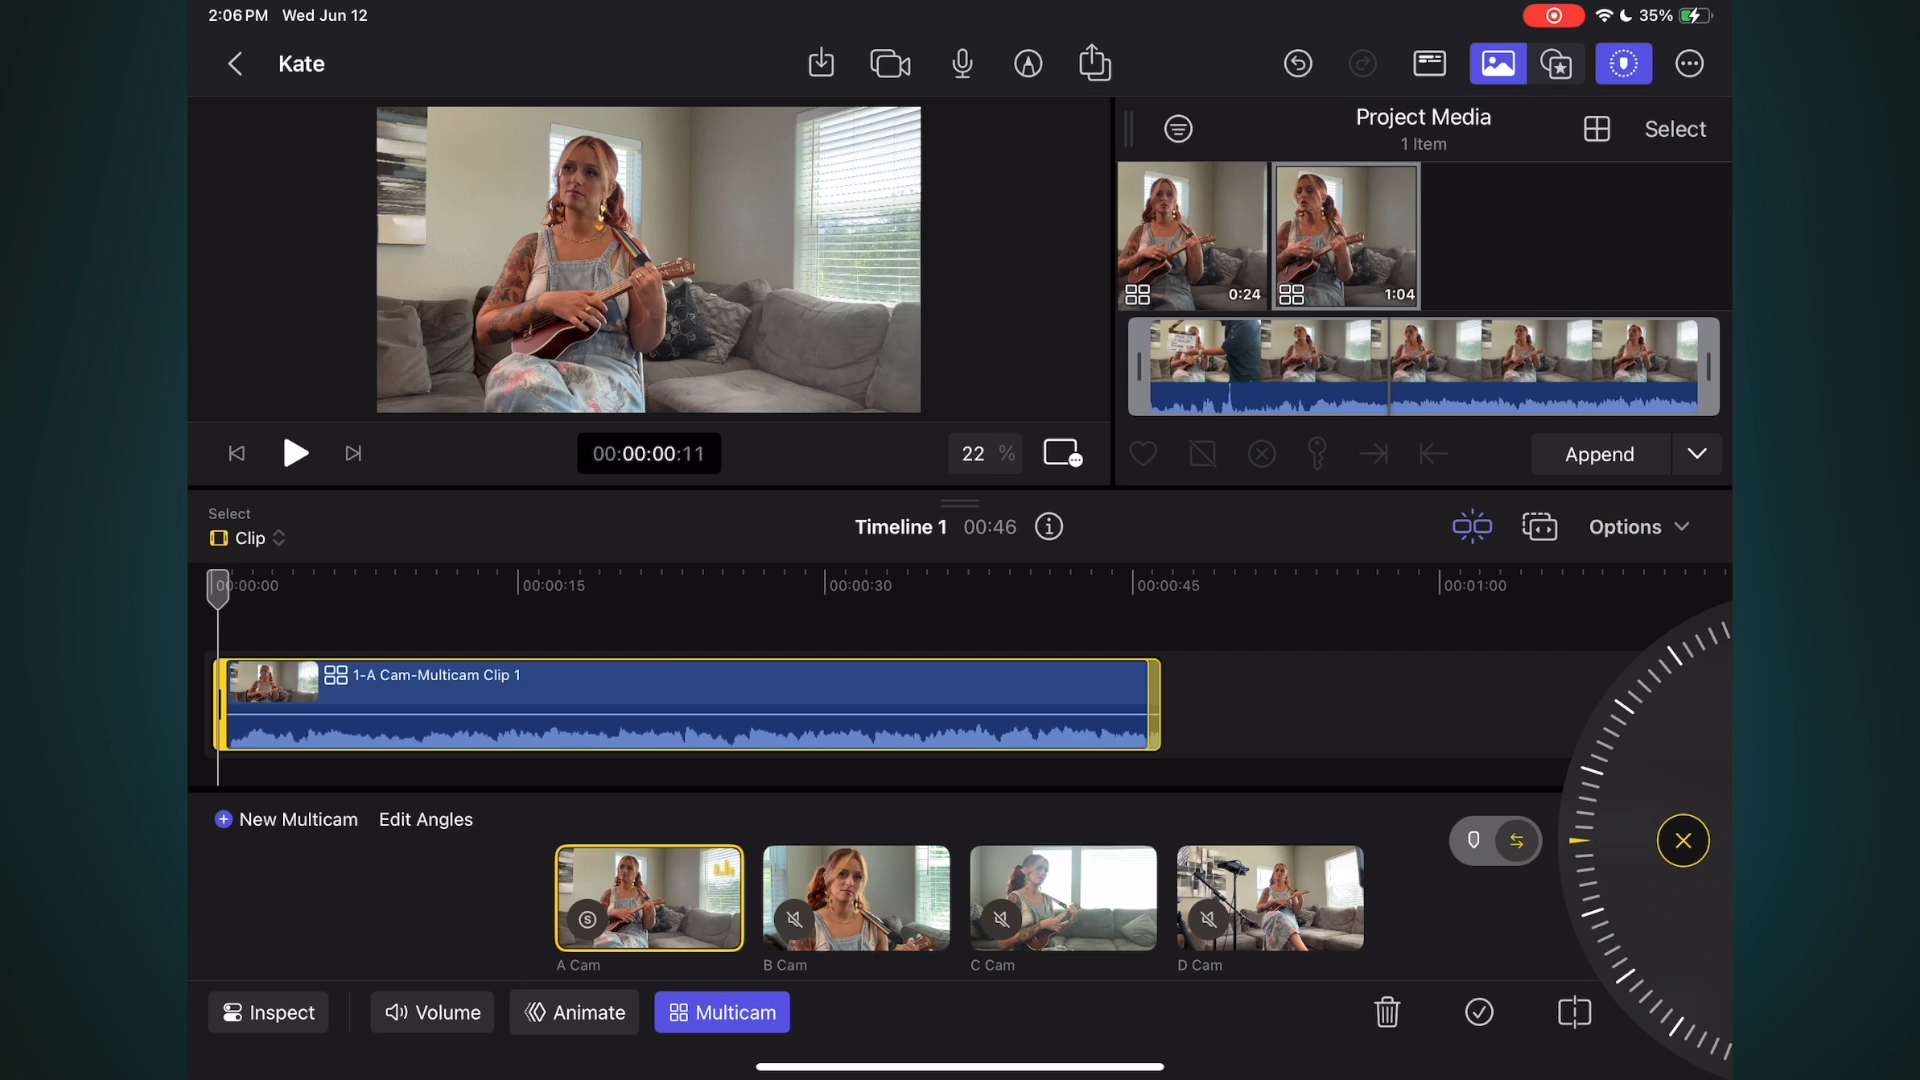 2:06 PM Wed Jun 12
35%
Kate
Project Media
1 Item
Select
0:24
1:04
00:00:00:11
22 %
Append
Select
Clip
Timeline 1 00:46
Options
00:00:00
00:00:15
00:00:30
00:00:45
00:01:00
1-A Cam-Multicam Clip 1
New Multicam Edit Angles
S
A Cam
B Cam
C Cam
D Cam
Inspect
Volume
Animate
Multicam